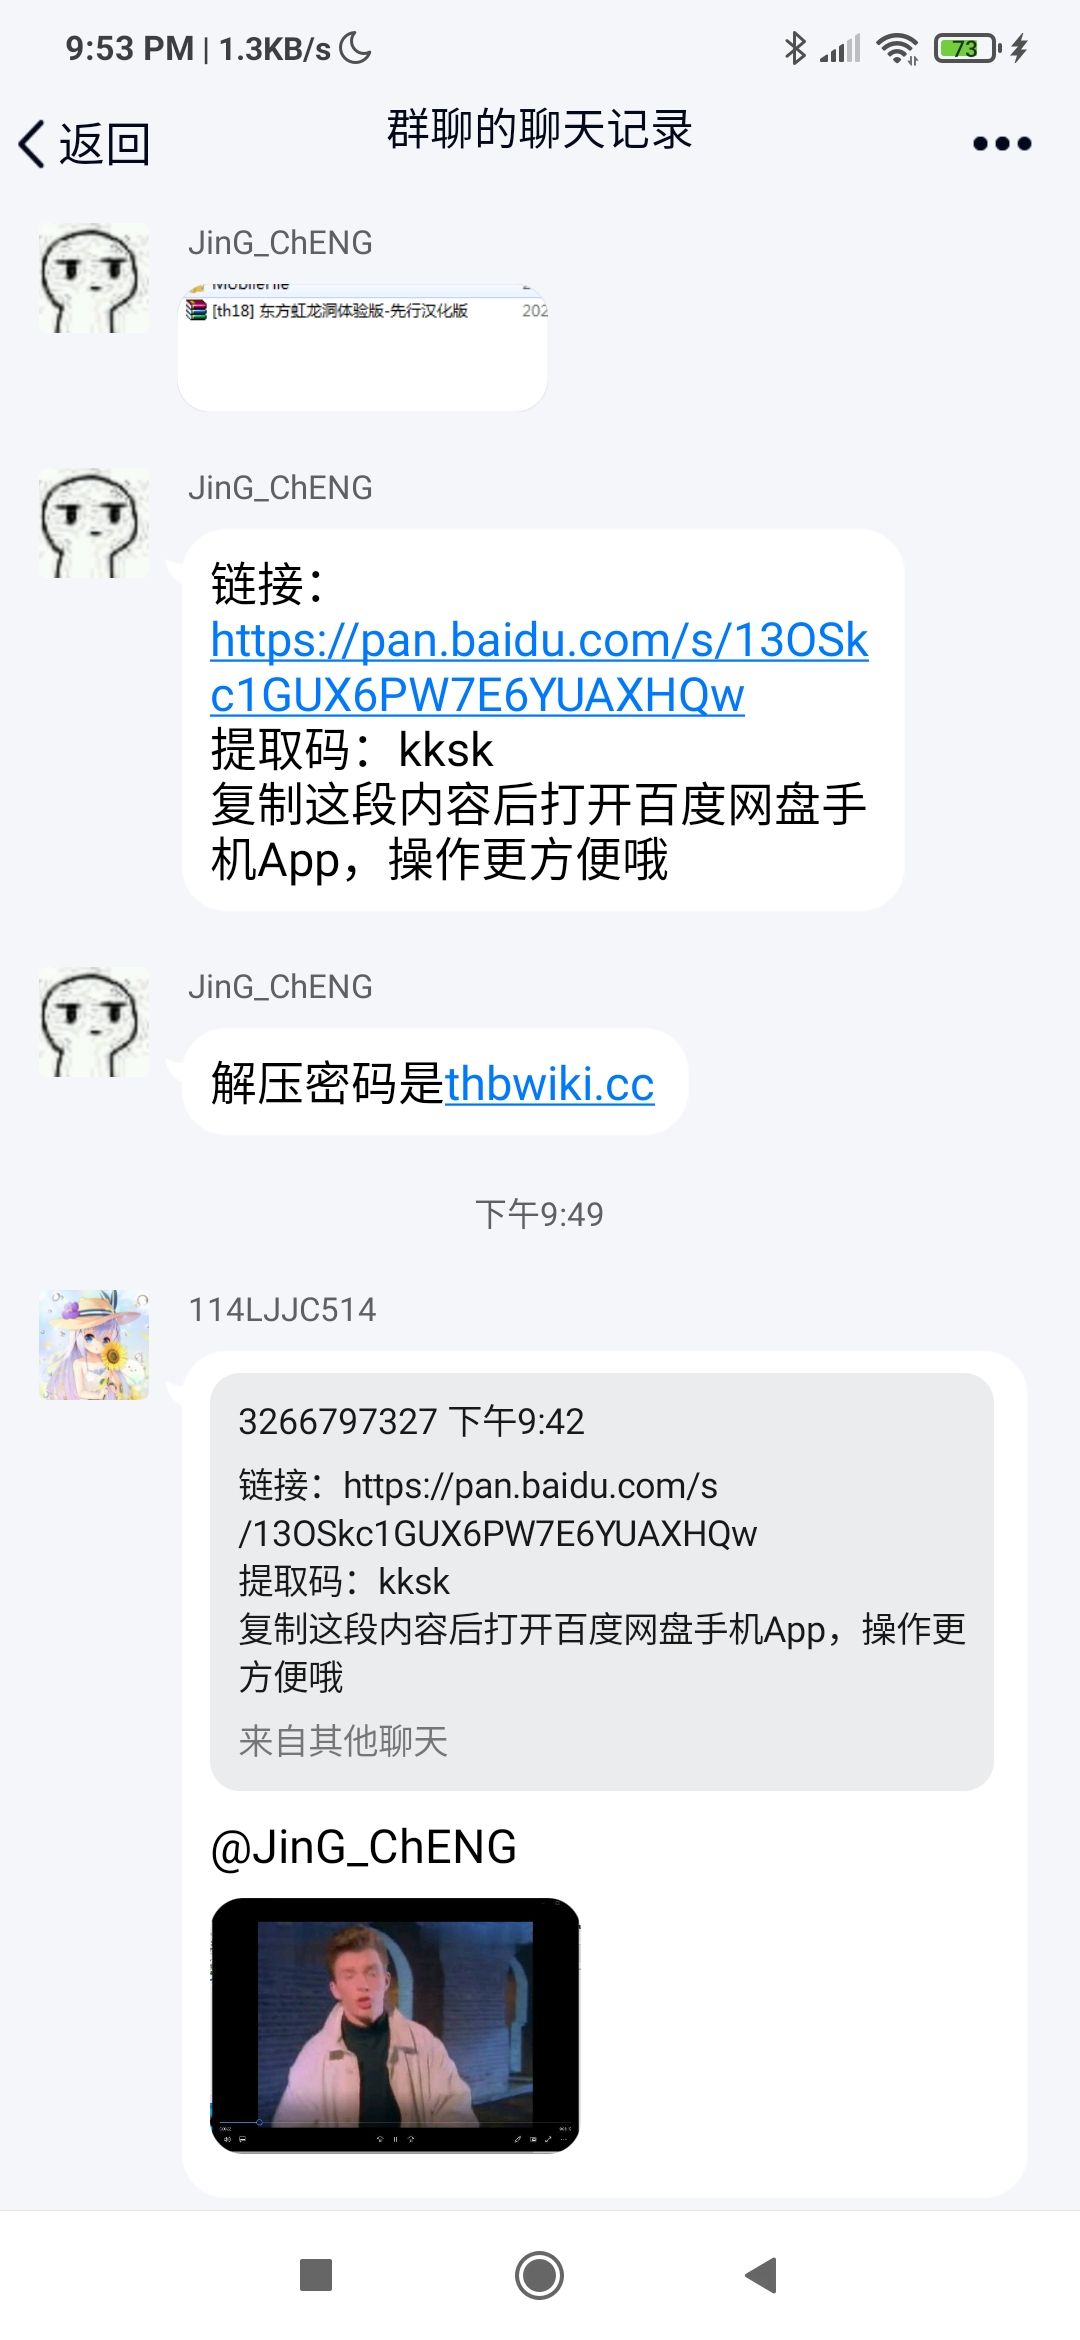 9:53 PM | 1.3KB/s
73
返回
群聊的聊天记录
JinG_ChENG
MobileFile
[th18] 东方虹龙洞体验版-先行汉化版 202
JinG_ChENG
链接：
https://pan.baidu.com/s/13OSk
c1GUX6PW7E6YUAXHQw
提取码：kksk
复制这段内容后打开百度网盘手
机App，操作更方便哦
JinG_ChENG
解压密码是thbwiki.cc
下午9:49
114LJJC514
3266797327 下午9:42
链接：https://pan.baidu.com/s
/13OSkc1GUX6PW7E6YUAXHQw
提取码：kksk
复制这段内容后打开百度网盘手机App，操作更
方便哦
来自其他聊天
@JinG_ChENG